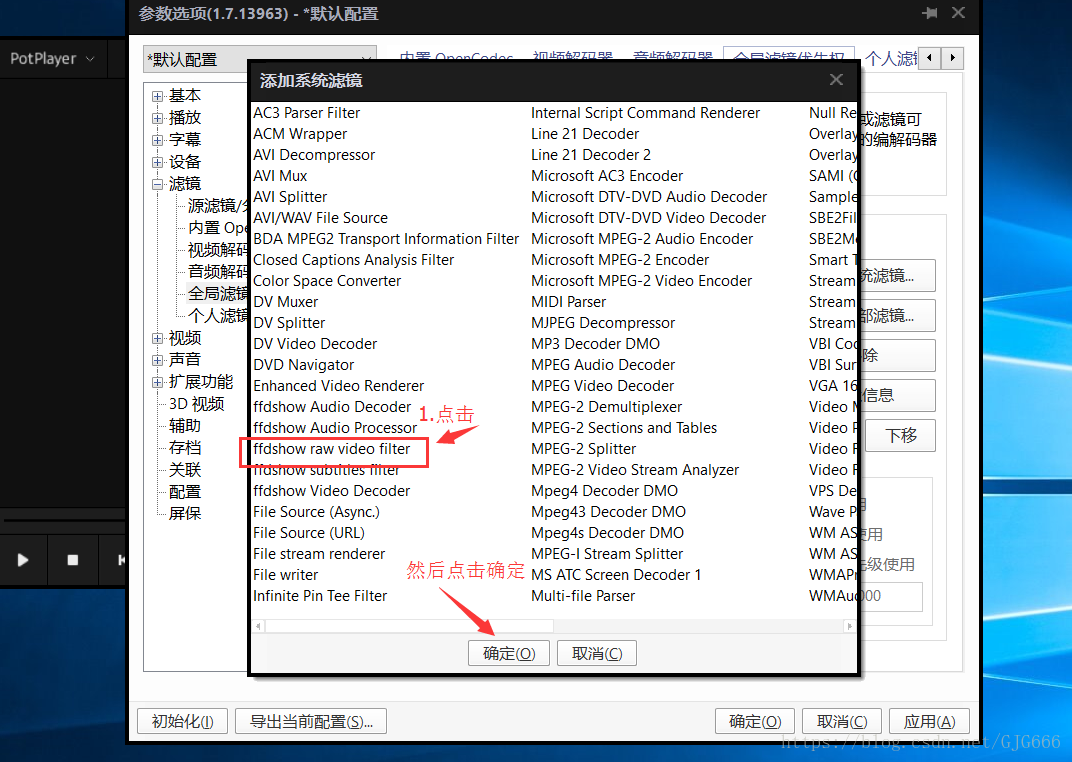 参数选项(1.7.13963) - *默认配置
PotPlayer
*默认配置
内置 OpenCodec
视频解码器
音频解码器
全局滤镜优先权
个人滤
基本
播放
字幕
设备
滤镜
源滤镜/
内置 Ope
视频解码
音频解码
全局滤镜
个人滤镜
视频
声音
扩展功能
3D 视频
辅助
存档
关联
配置
屏保
添加系统滤镜
AC3 Parser Filter
ACM Wrapper
AVI Decompressor
AVI Mux
AVI Splitter
AVI/WAV File Source
BDA MPEG2 Transport Information Filter
Closed Captions Analysis Filter
Color Space Converter
DV Muxer
DV Splitter
DV Video Decoder
DVD Navigator
Enhanced Video Renderer
ffdshow Audio Decoder
ffdshow Audio Processor
ffdshow raw video filter
ffdshow subtitles filter
ffdshow Video Decoder
File Source (Async.)
File Source (URL)
File stream renderer
File writer
Infinite Pin Tee Filter
Internal Script Command Renderer
Line 21 Decoder
Line 21 Decoder 2
Microsoft AC3 Encoder
Microsoft DTV-DVD Audio Decoder
Microsoft DTV-DVD Video Decoder
Microsoft MPEG-2 Audio Encoder
Microsoft MPEG-2 Encoder
Microsoft MPEG-2 Video Encoder
MIDI Parser
MJPEG Decompressor
MP3 Decoder DMO
MPEG Audio Decoder
MPEG Video Decoder
MPEG-2 Demultiplexer
MPEG-2 Sections and Tables
MPEG-2 Splitter
MPEG-2 Video Stream Analyzer
Mpeg4 Decoder DMO
Mpeg43 Decoder DMO
Mpeg4s Decoder DMO
MPEG-I Stream Splitter
MS ATC Screen Decoder 1
Multi-file Parser
Null Re
Overlay
Overlay
SAMI (
Sample
SBE2Fil
SBE2Me
Smart T
Stream
Stream
Stream
VBI Coc
VBI Sur
VGA 16
Video M
Video P
Video F
Video F
VPS De
Wave P
WM AS
WM AS
WMAPr
WMAud
1.点击
然后点击确定
确定(O)
取消(C)
或滤镜可
的编解码器
统滤镜...
部滤镜...
除
信息
下移
用
使用
先级使用
000
初始化(I)
导出当前配置(S)...
确定(O)
取消(C)
应用(A)
https://blog.csdn.net/GJG666